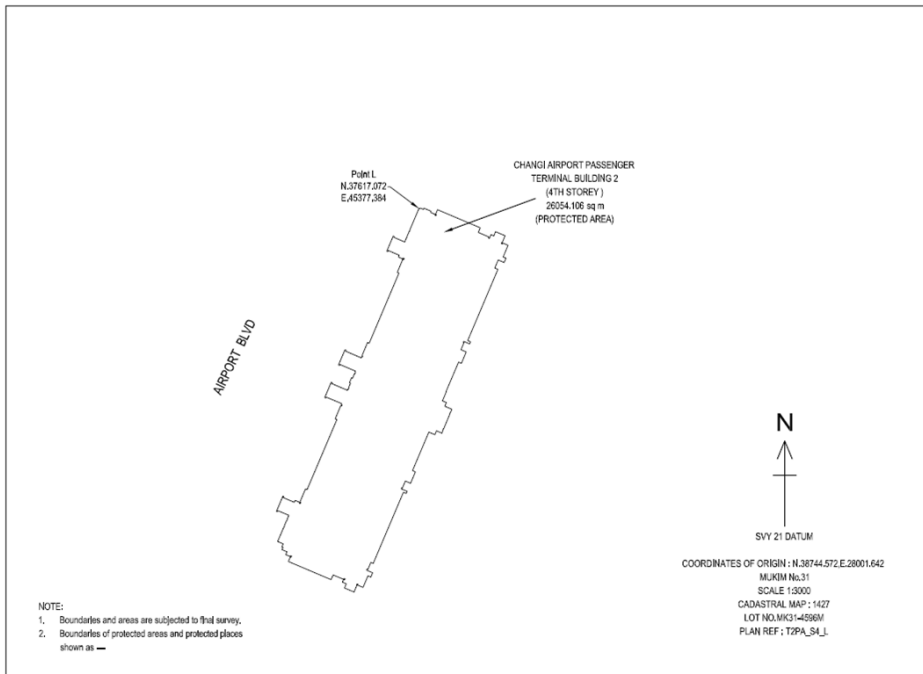 Point L
N.37617.072
E.45377.384
CHANGI AIRPORT PASSENGER
TERMINAL BUILDING 2
(4TH STOREY )
26054.106 sq m
(PROTECTED AREA)
AIRPORT BLVD
N
SVY 21 DATUM
COORDINATES OF ORIGIN : N.38744.572,E.28001.642
MUKIM No.31
SCALE 1:3000
CADASTRAL MAP : 1427
LOT NO.MK31-4596M
PLAN REF : T2PA_S4_L
NOTE:
1. Boundaries and areas are subjected to final survey.
2. Boundaries of protected areas and protected places
shown as —